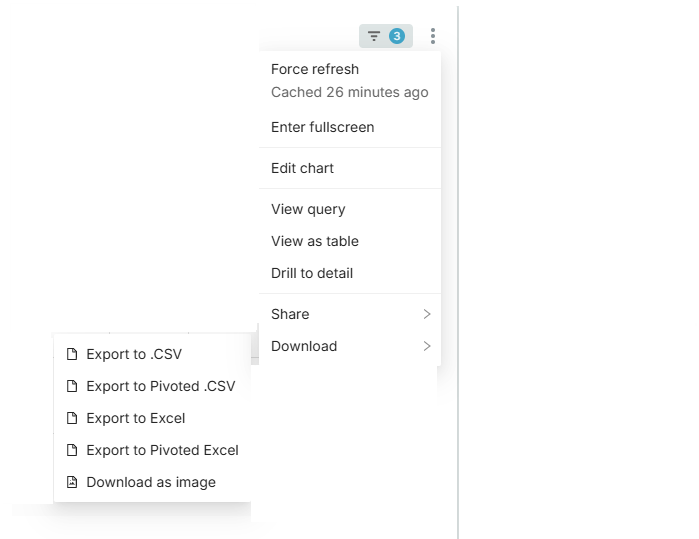 3
Force refresh
Cached 26 minutes ago
Enter fullscreen
Edit chart
View query
View as table
Drill to detail
Share
Download
Export to .CSV
Export to Pivoted .CSV
Export to Excel
Export to Pivoted Excel
Download as image